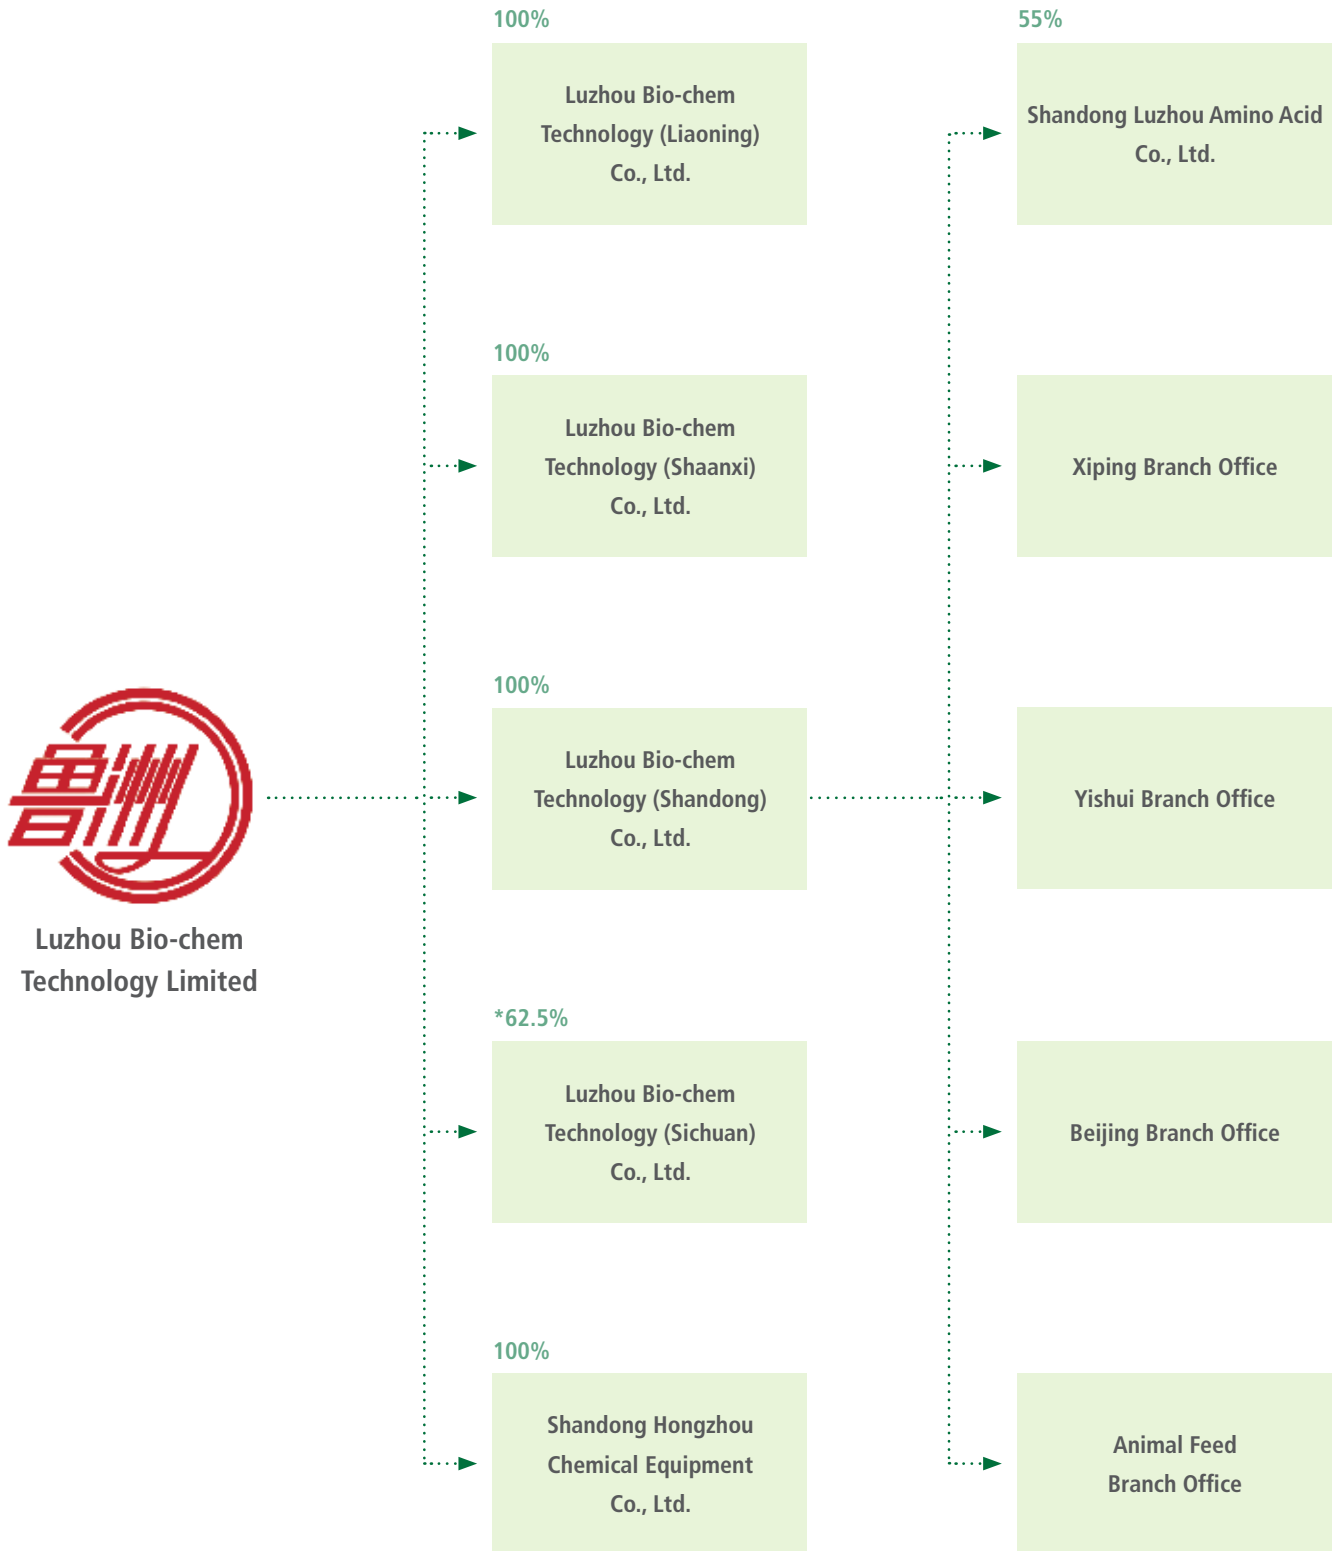 鲁洲
Luzhou Bio-chem
Technology Limited
100%
Luzhou Bio-chem
Technology (Liaoning)
Co., Ltd.
100%
Luzhou Bio-chem
Technology (Shaanxi)
Co., Ltd.
100%
Luzhou Bio-chem
Technology (Shandong)
Co., Ltd.
*62.5%
Luzhou Bio-chem
Technology (Sichuan)
Co., Ltd.
100%
Shandong Hongzhou
Chemical Equipment
Co., Ltd.
55%
Shandong Luzhou Amino Acid
Co., Ltd.
Xiping Branch Office
Yishui Branch Office
Beijing Branch Office
Animal Feed
Branch Office